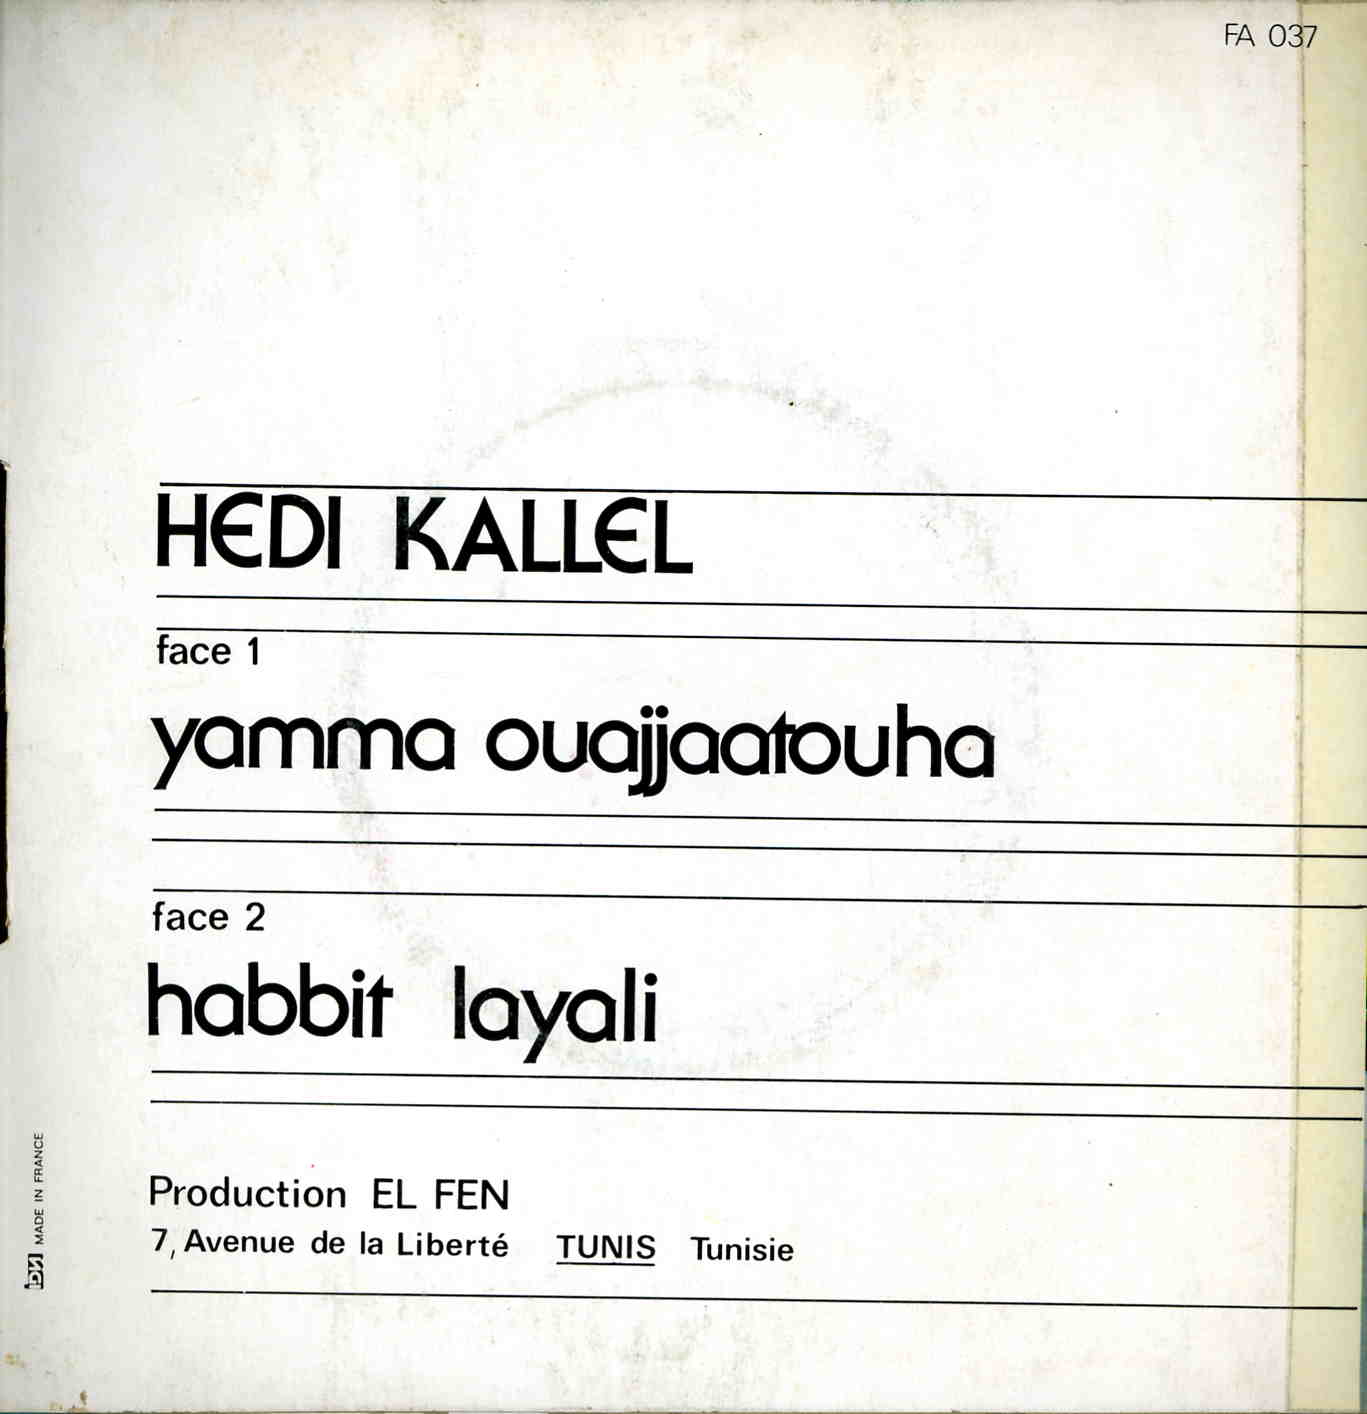 FA 037
HEDI KALLEL
face 1
yamma ouajjaatouha
face 2
habbit layali
Production EL FEN
7, Avenue de la Liberté TUNIS Tunisie
MADE IN FRANCE